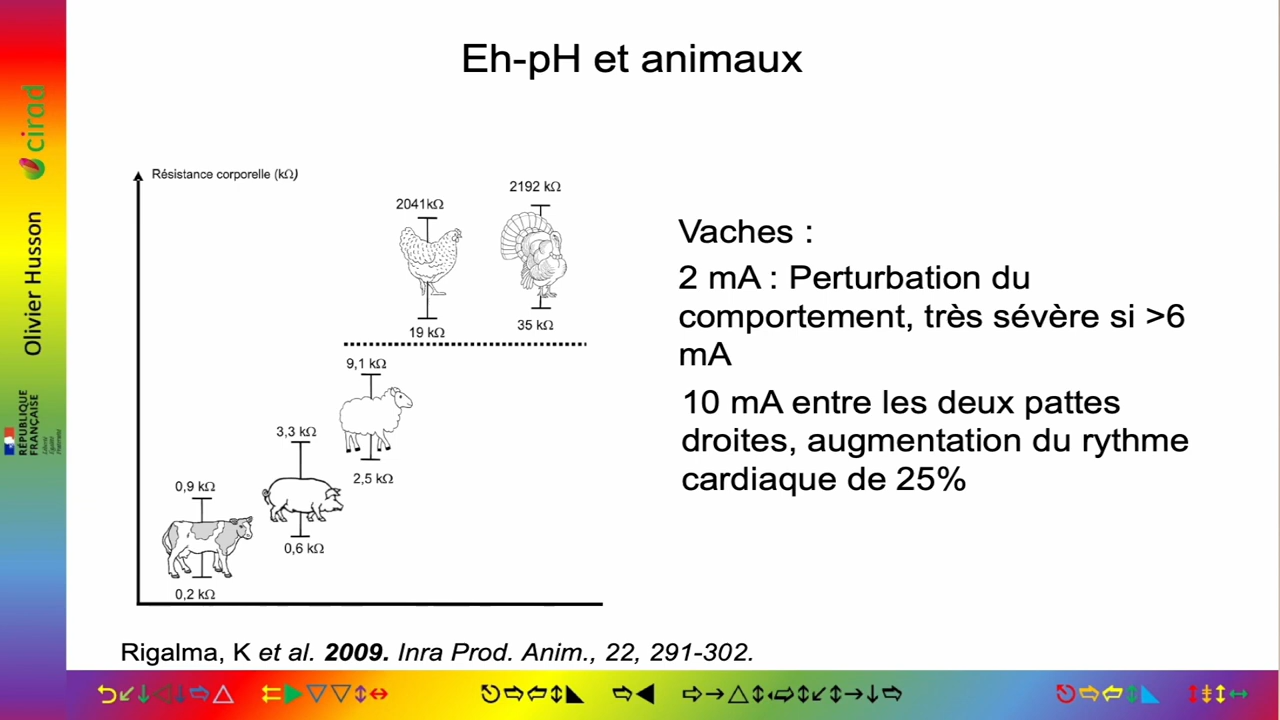 Eh-pH et animaux
cirad
Olivier Husson
RÉPUBLIQUE
FRANÇAISE
Liberté
Égalité
Fraternité
Résistance corporelle (kΩ)
2041kΩ
19 kΩ
2192 kΩ
35 kΩ
9,1 kΩ
2,5 kΩ
3,3 kΩ
0,6 kΩ
0,9 kΩ
0,2 kΩ
Vaches :
2 mA : Perturbation du
comportement, très sévère si >6
mA
10 mA entre les deux pattes
droites, augmentation du rythme
cardiaque de 25%
Rigalma, K et al. 2009. Inra Prod. Anim., 22, 291-302.